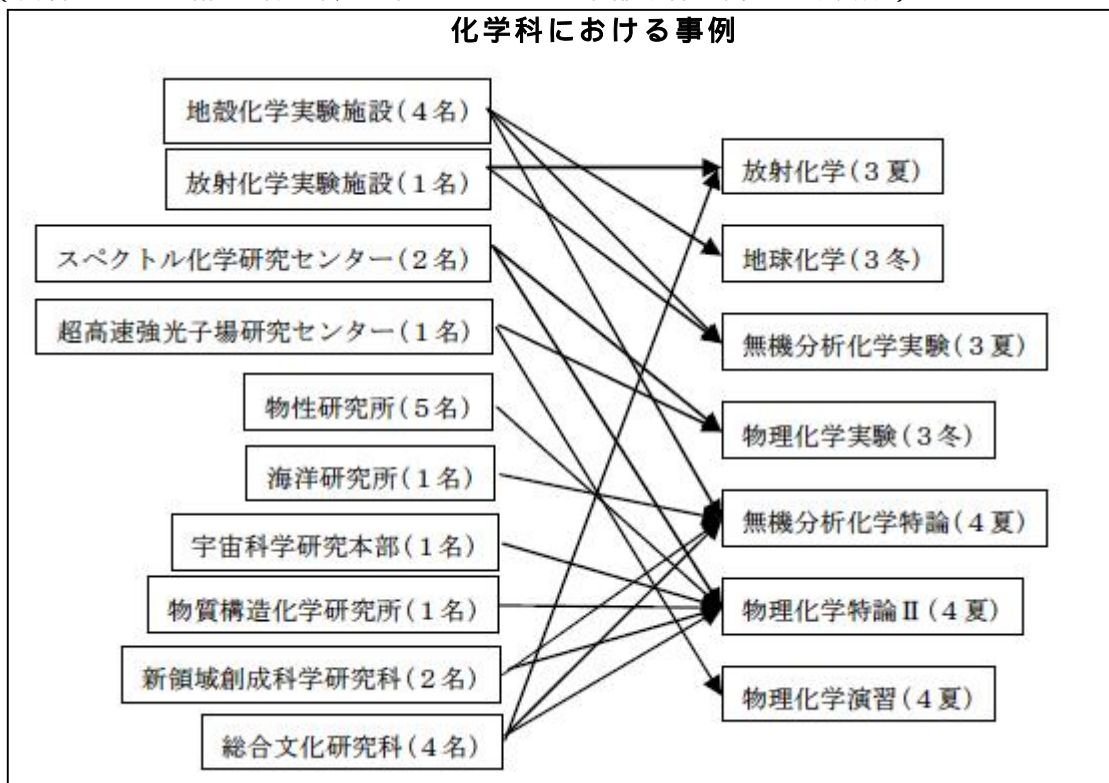 化学科における事例
地殻化学実験施設(4名)
放射化学実験施設(1名)
スペクトル化学研究センター(2名)
超高速強光子場研究センター(1名)
物性研究所(5名)
海洋研究所(1名)
宇宙科学研究本部(1名)
物質構造化学研究所(1名)
新領域創成科学研究科(2名)
総合文化研究科(4名)
放射化学(3夏)
地球化学(3冬)
無機分析化学実験(3夏)
物理化学実験(3冬)
無機分析化学特論(4夏)
物理化学特論Ⅱ(4夏)
物理化学演習(4夏)